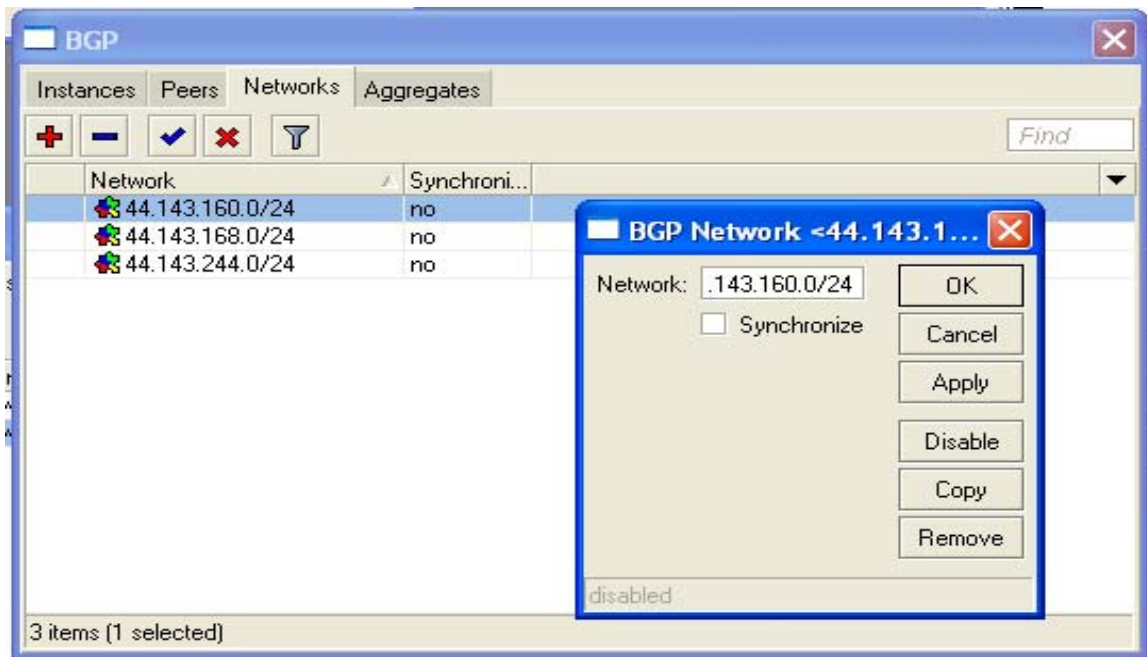 BGP
Instances Peers Networks Aggregates
Find
Network Synchroni...
44.143.160.0/24 no
44.143.168.0/24 no
44.143.244.0/24 no
BGP Network <44.143.1...
Network: .143.160.0/24 OK
Synchronize Cancel
Apply
Disable
Copy
Remove
disabled
3 items (1 selected)